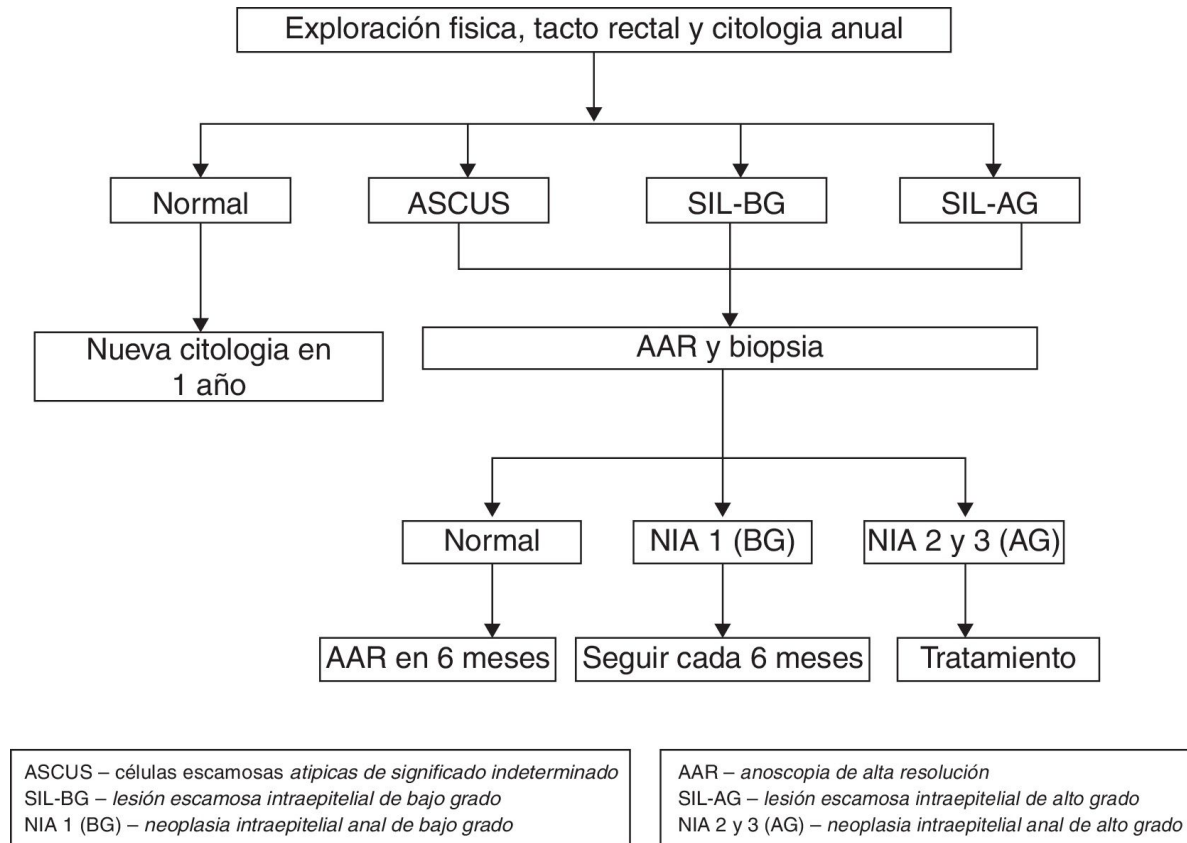 Exploración fisica, tacto rectal y citologia anual
Normal
ASCUS
SIL-BG
SIL-AG
Nueva citologia en
1 año
AAR y biopsia
Normal
NIA 1 (BG)
NIA 2 y 3 (AG)
AAR en 6 meses
Seguir cada 6 meses
Tratamiento
ASCUS – células escamosas atipicas de significado indeterminado
SIL-BG – lesión escamosa intraepitelial de bajo grado
NIA 1 (BG) – neoplasia intraepitelial anal de bajo grado
AAR – anoscopia de alta resolución
SIL-AG – lesión escamosa intraepitelial de alto grado
NIA 2 y 3 (AG) – neoplasia intraepitelial anal de alto grado